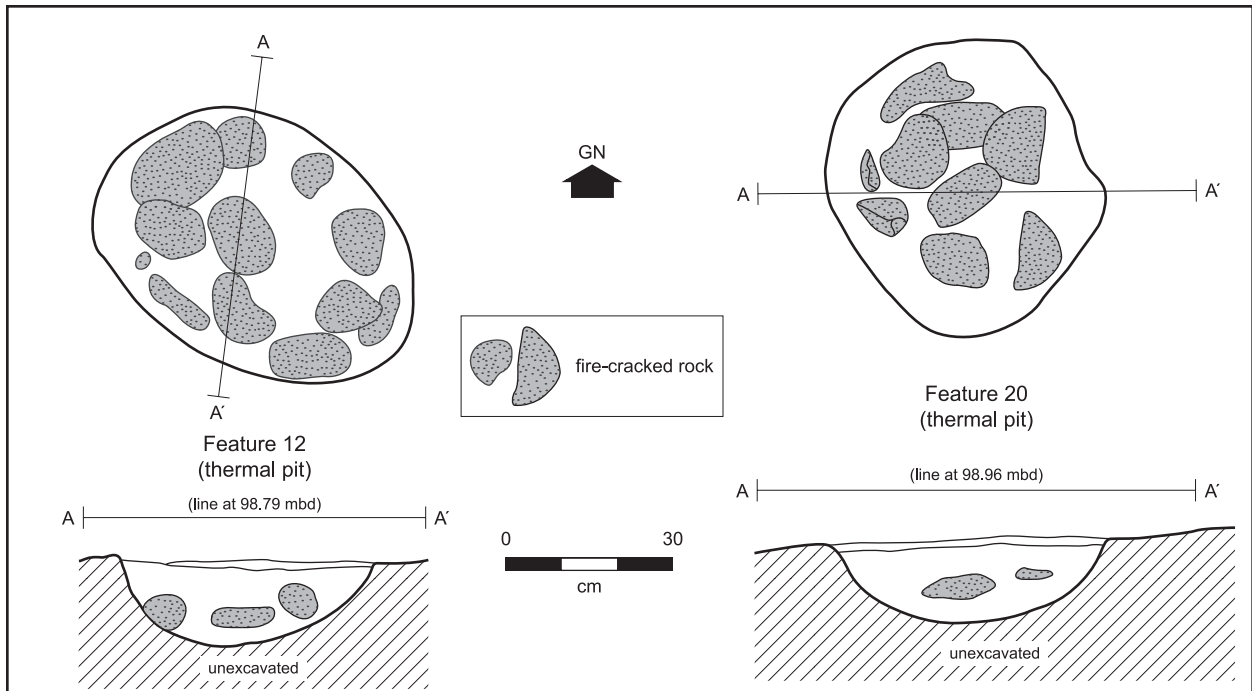 A
A′
Feature 12
(thermal pit)
(line at 98.79 mbd)
A
A′
unexcavated
GN
fire-cracked rock
0
30
cm
A
A′
Feature 20
(thermal pit)
(line at 98.96 mbd)
A
A′
unexcavated